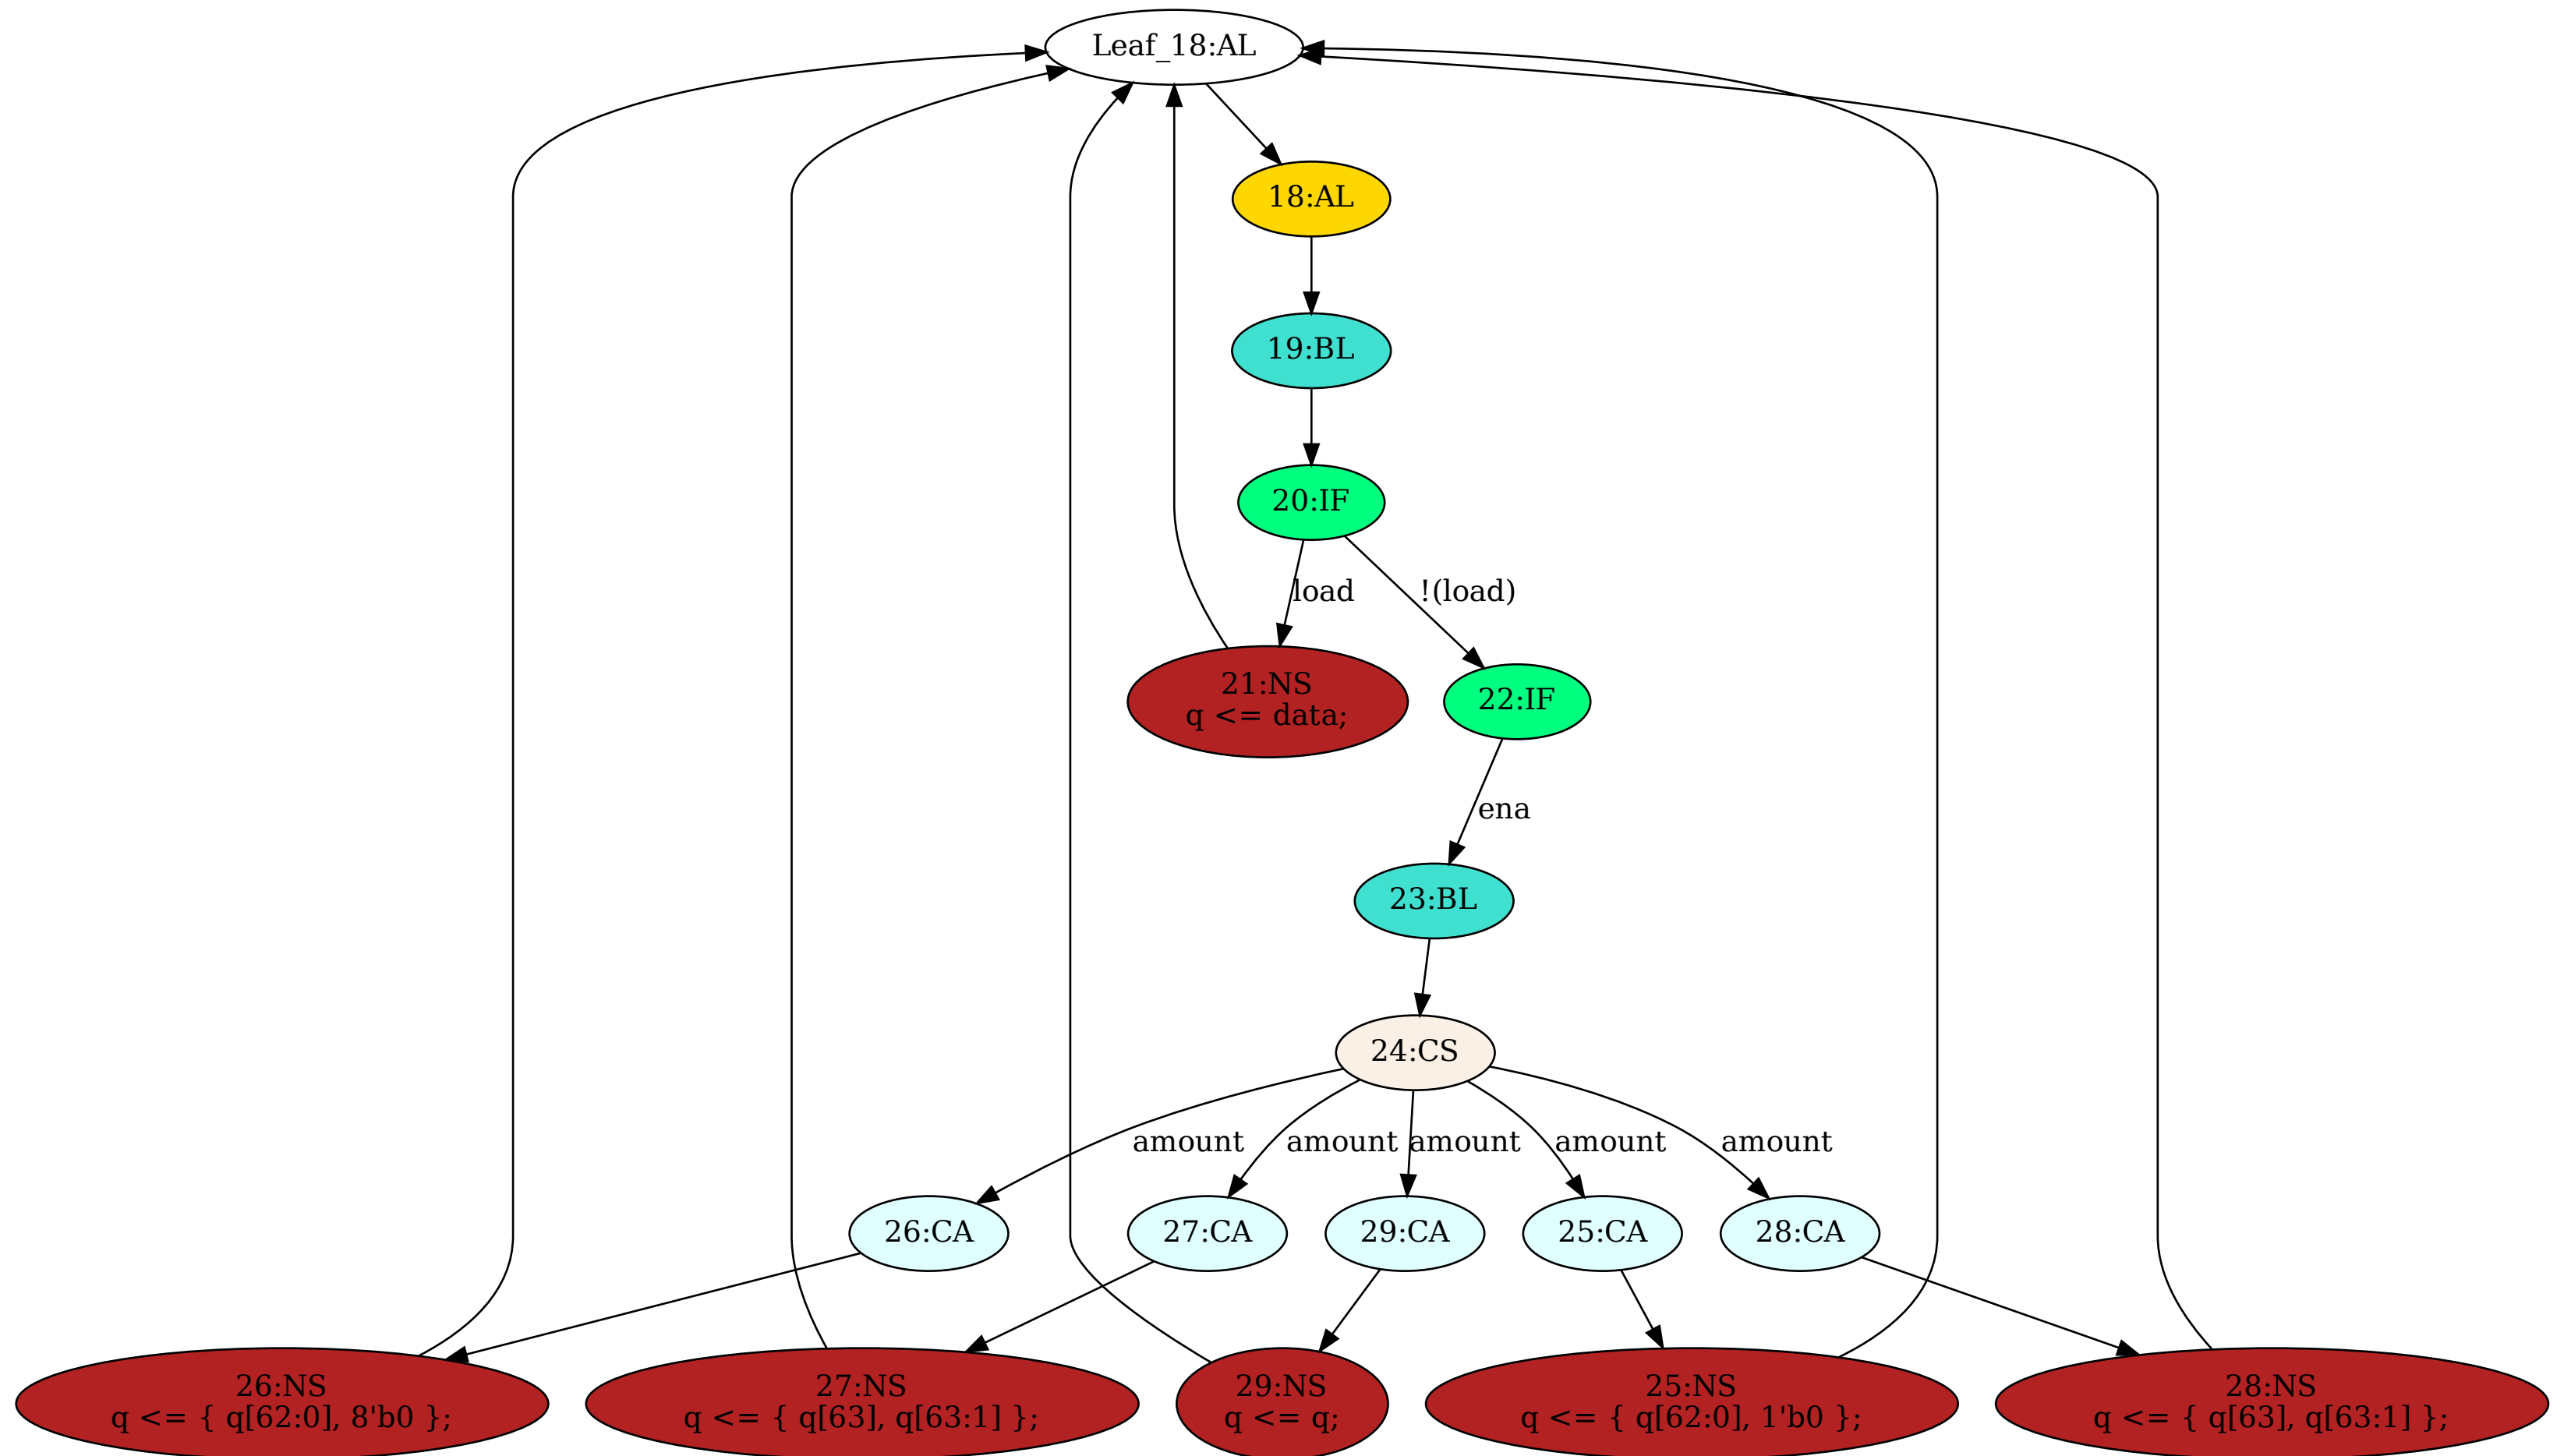 Leaf_18:AL
18:AL
19:BL
20:IF
load
!(load)
21:NS
q <= data;
22:IF
ena
23:BL
24:CS
amount
amount
amount
amount
amount
26:CA
27:CA
29:CA
25:CA
28:CA
26:NS
q <= { q[62:0], 8'b0 };
27:NS
q <= { q[63], q[63:1] };
29:NS
q <= q;
25:NS
q <= { q[62:0], 1'b0 };
28:NS
q <= { q[63], q[63:1] };